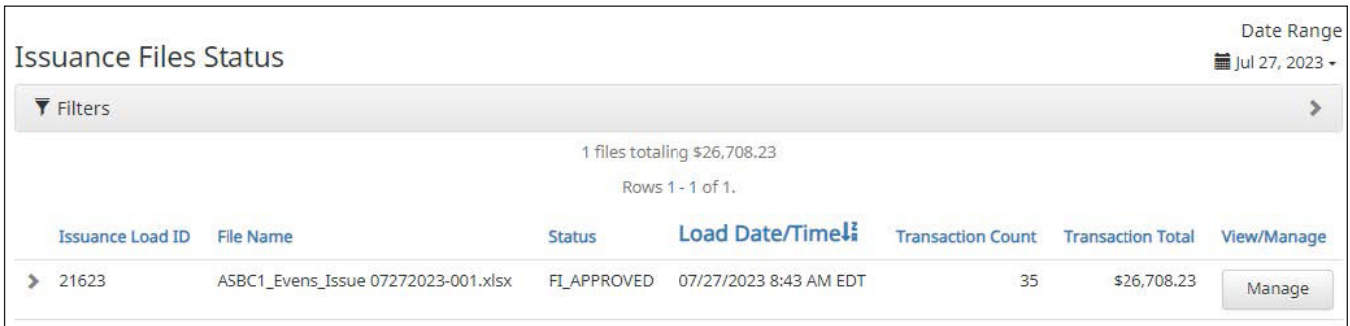 Date Range
Issuance Files Status
Jul 27, 2023
Filters
1 files totaling $26,708.23
Rows 1 - 1 of 1.
Issuance Load ID File Name Status Load Date/Time Transaction Count Transaction Total View/Manage
21623 ASBC1_Evens_Issue 07272023-001.xlsx FI_APPROVED 07/27/2023 8:43 AM EDT 35 $26,708.23 Manage